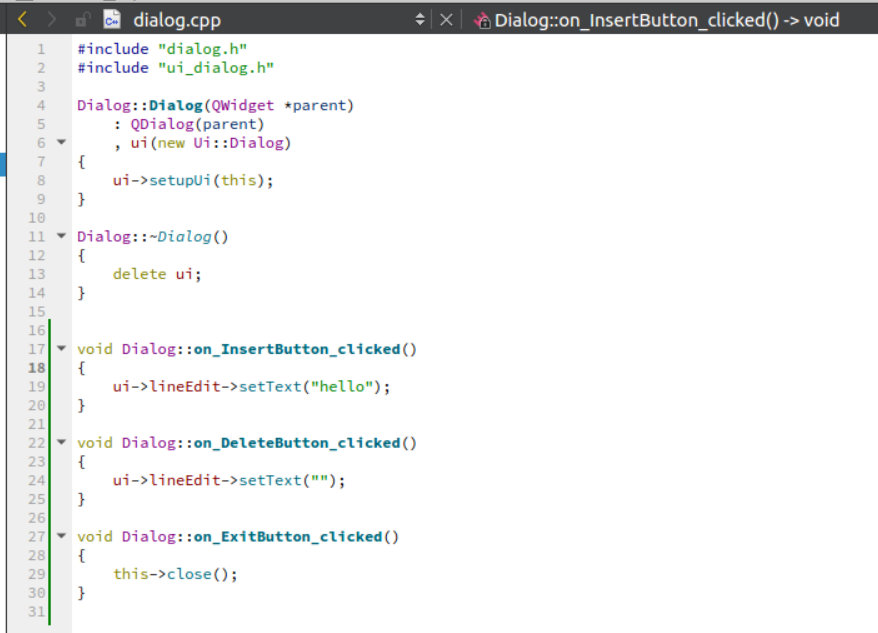 dialog.cpp Dialog::on_InsertButton_clicked() -> void
1 #include "dialog.h"
2 #include "ui_dialog.h"
3
4 Dialog::Dialog(QWidget *parent)
5     : QDialog(parent)
6     , ui(new Ui::Dialog)
7 {
8     ui->setupUi(this);
9 }
10
11 Dialog::~Dialog()
12 {
13     delete ui;
14 }
15
16
17 void Dialog::on_InsertButton_clicked()
18 {
19     ui->lineEdit->setText("hello");
20 }
21
22 void Dialog::on_DeleteButton_clicked()
23 {
24     ui->lineEdit->setText("");
25 }
26
27 void Dialog::on_ExitButton_clicked()
28 {
29     this->close();
30 }
31